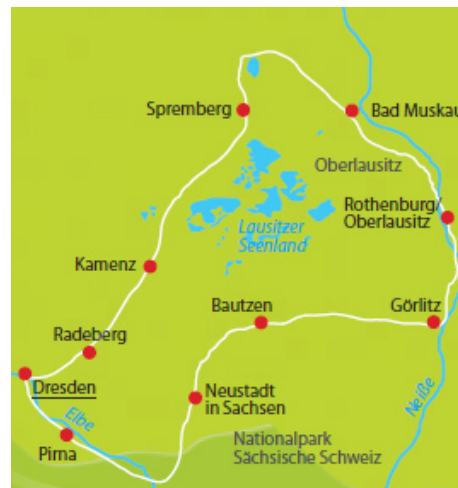 Spremberg
Bad Muskau
Oberlausitz
Rothenburg/
Oberlausitz
Lausitzer
Seenland
Kamenz
Bautzen
Görlitz
Radeberg
Dresden
Neustadt
in Sachsen
Neiße
Elbe
Pirna
Nationalpark
Sächsische Schweiz